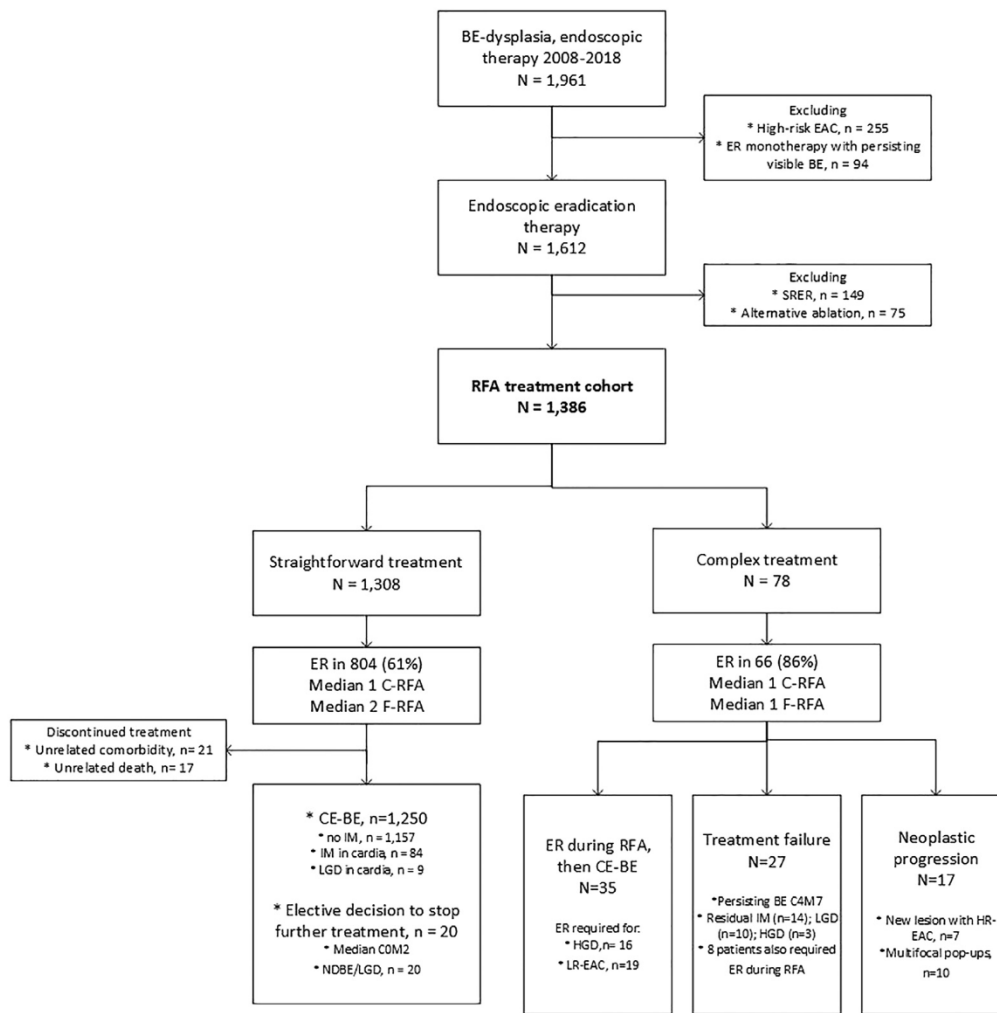 BE-dysplasia, endoscopic
therapy 2008-2018
N = 1,961
Excluding
* High-risk EAC, n = 255
* ER monotherapy with persisting
visible BE, n = 94
Endoscopic eradication
therapy
N = 1,612
Excluding
* SRER, n = 149
* Alternative ablation, n = 75
RFA treatment cohort
N = 1,386
Straightforward treatment
N = 1,308
Complex treatment
N = 78
ER in 804 (61%)
Median 1 C-RFA
Median 2 F-RFA
ER in 66 (86%)
Median 1 C-RFA
Median 1 F-RFA
Discontinued treatment
* Unrelated comorbidity, n= 21
* Unrelated death, n= 17
* CE-BE, n=1,250
* no IM, n = 1,157
* IM in cardia, n = 84
* LGD in cardia, n = 9
* Elective decision to stop
further treatment, n = 20
* Median C0M2
* NDBE/LGD, n = 20
ER during RFA,
then CE-BE
N=35
ER required for:
* HGD, n= 16
* LR-EAC, n=19
Treatment failure
N=27
*Persisting BE C4M7
* Residual IM (n=14); LGD
(n=10); HGD (n=3)
* 8 patients also required
ER during RFA
Neoplastic
progression
N=17
* New lesion with HR-
EAC, n=7
* Multifocal pop-ups,
n=10